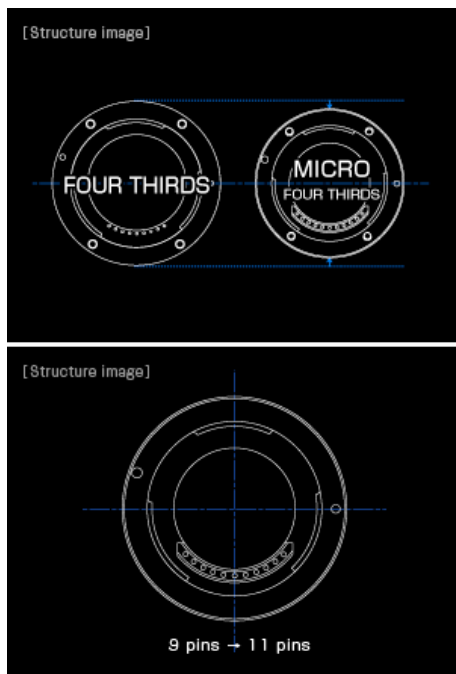 [Structure image]
FOUR THIRDS
MICRO
FOUR THIRDS
[Structure image]
9 pins → 11 pins